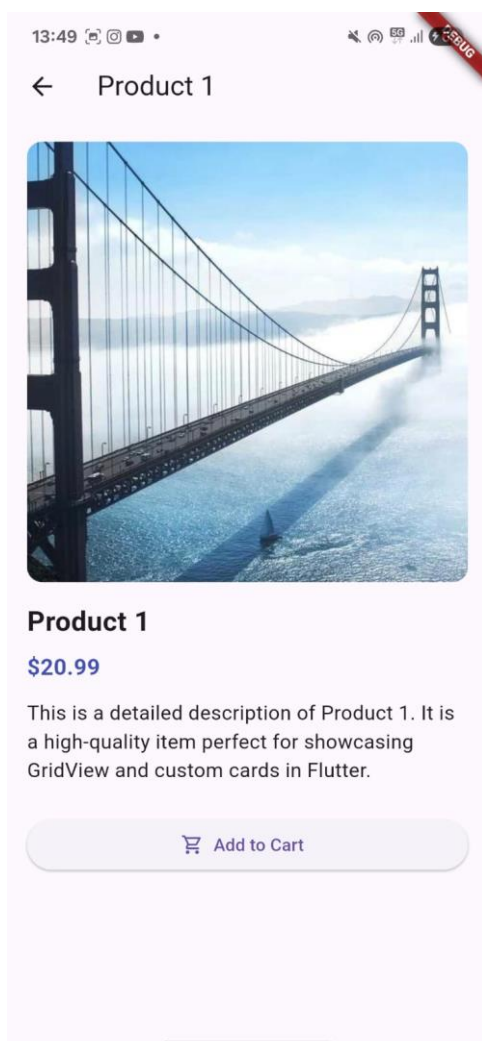 13:49
5G
DEBUG
Product 1
Product 1
$20.99
This is a detailed description of Product 1. It is
a high-quality item perfect for showcasing
GridView and custom cards in Flutter.
Add to Cart